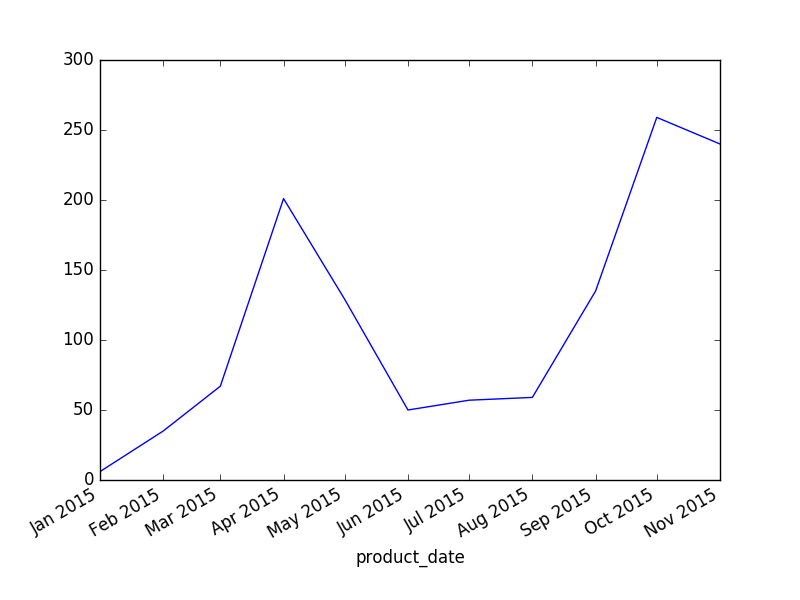 300
250
200
150
100
50
0
Jan 2015
Feb 2015
Mar 2015
Apr 2015
May 2015
Jun 2015
Jul 2015
Aug 2015
Sep 2015
Oct 2015
Nov 2015
product_date